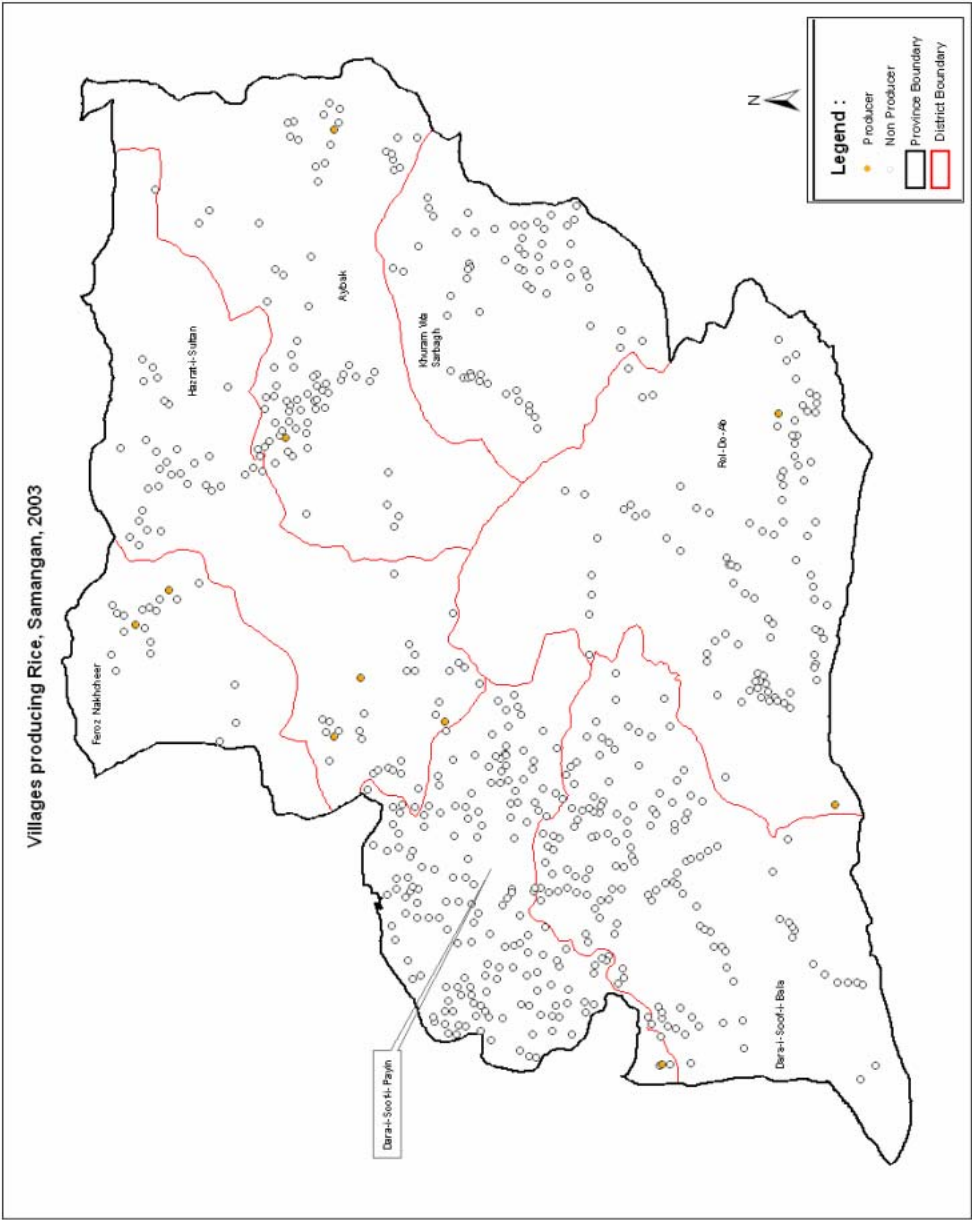 Villages producing Rice, Samangan, 2003
Feroz Nakhcheer
Hazrat-i-Sultan
Aybak
Khuram Wa
Sarbagh
Rol-Do-Ab
Dara-i-Soof-i-Payin
Dara-i-Soof-i-Bala
N
Legend :
Producer
Non Producer
Province Boundary
District Boundary